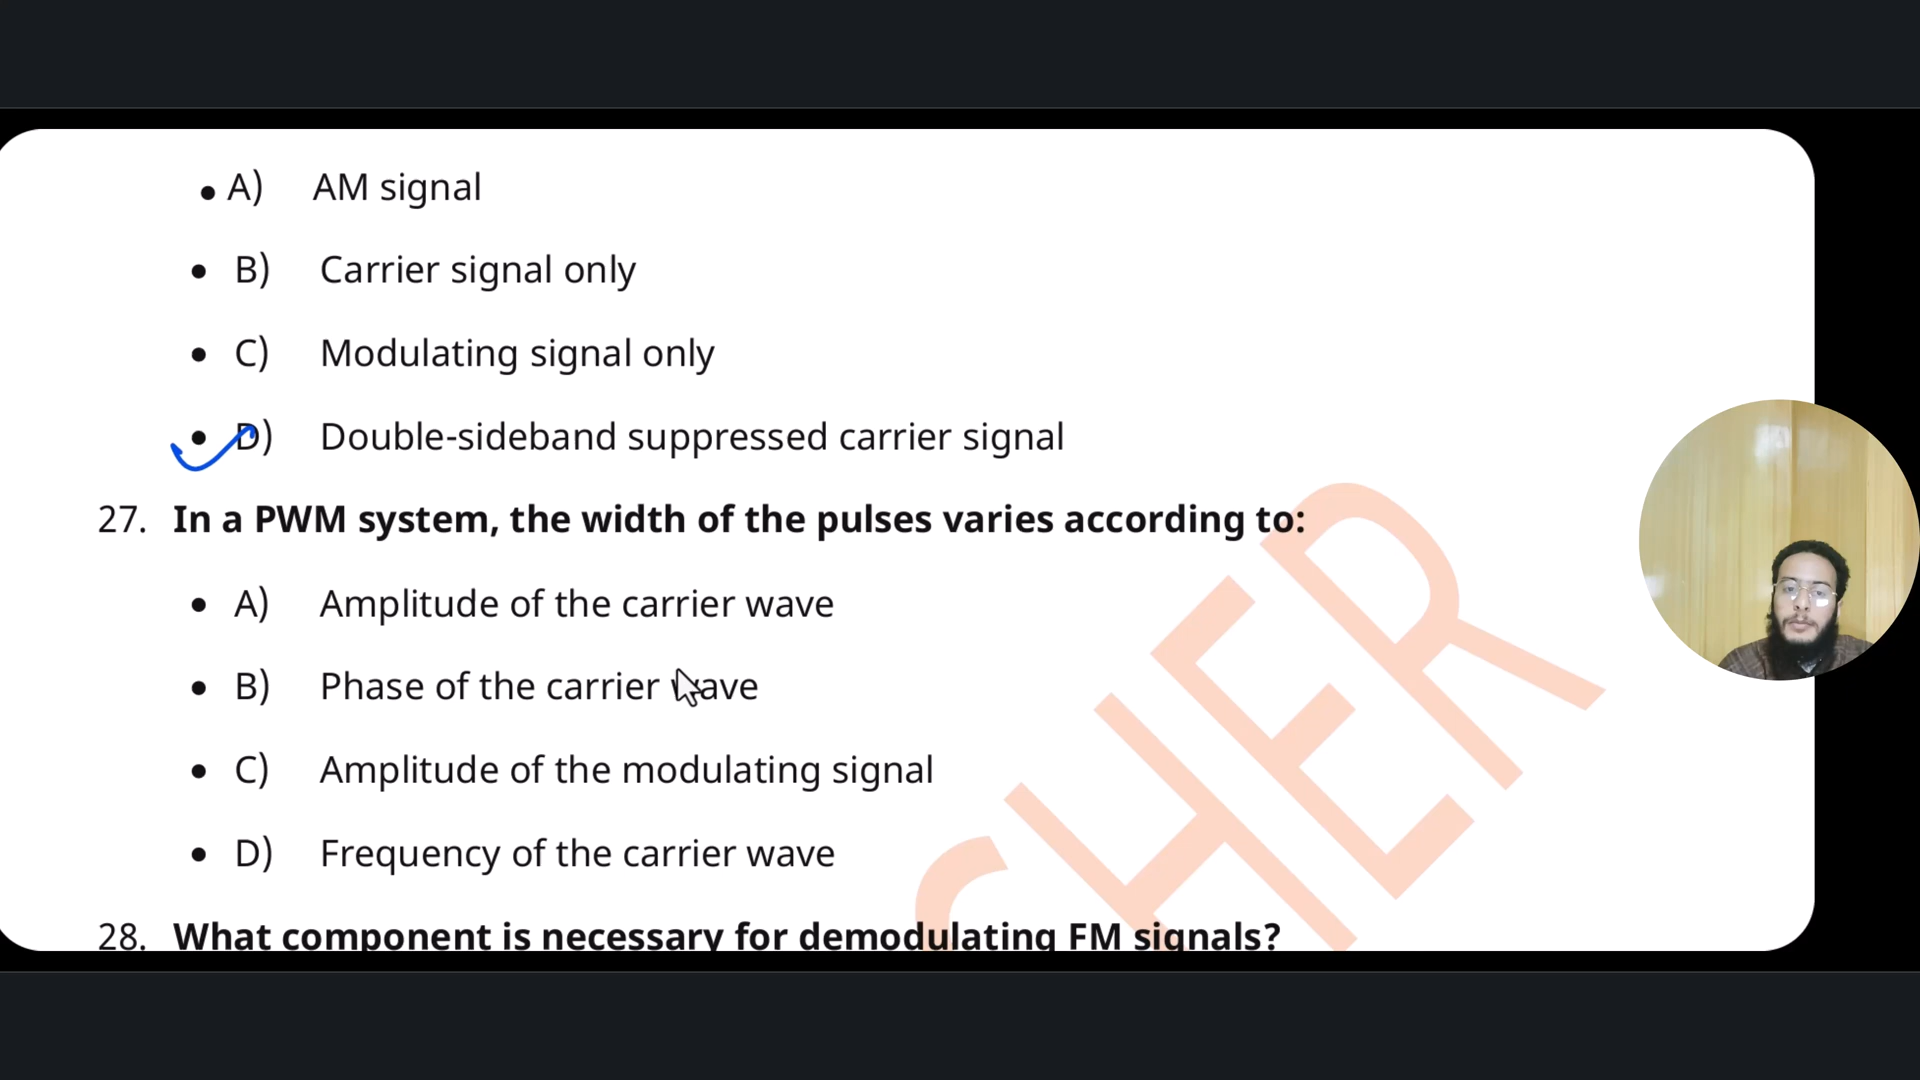 • A) AM signal
• B) Carrier signal only
• C) Modulating signal only
• D) Double-sideband suppressed carrier signal
27. In a PWM system, the width of the pulses varies according to:
• A) Amplitude of the carrier wave
• B) Phase of the carrier wave
• C) Amplitude of the modulating signal
• D) Frequency of the carrier wave
28. What component is necessary for demodulating FM signals?
CHER